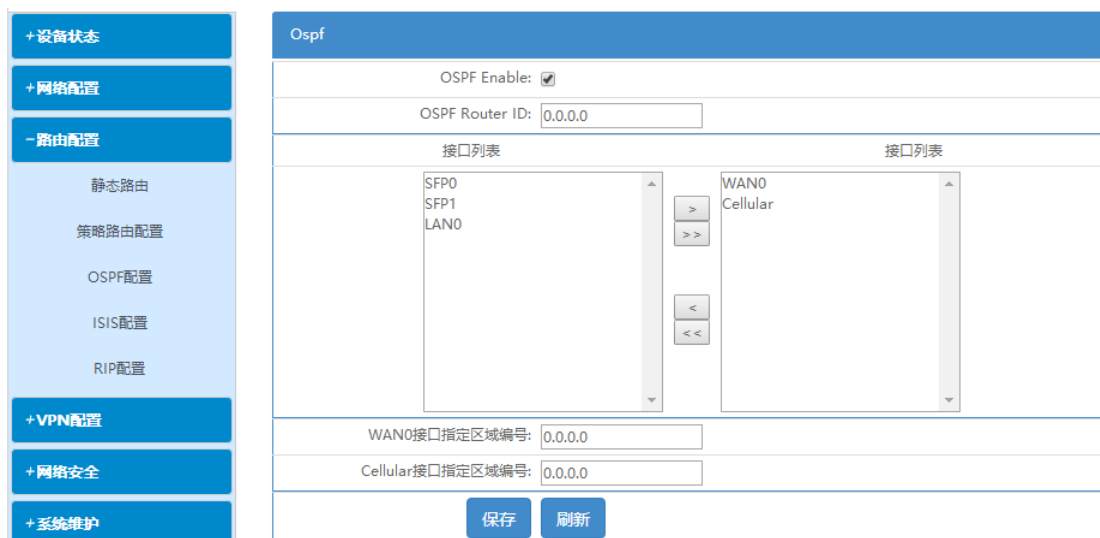 +设备状态
+网络配置
-路由配置
静态路由
策略路由配置
OSPF配置
ISIS配置
RIP配置
+VPN配置
+网络安全
+系统维护
Ospf
OSPF Enable:
OSPF Router ID: 0.0.0.0
接口列表 接口列表
SFP0
SFP1
LAN0
>
>>
<
<<
WAN0
Cellular
WAN0接口指定区域编号: 0.0.0.0
Cellular接口指定区域编号: 0.0.0.0
保存 刷新